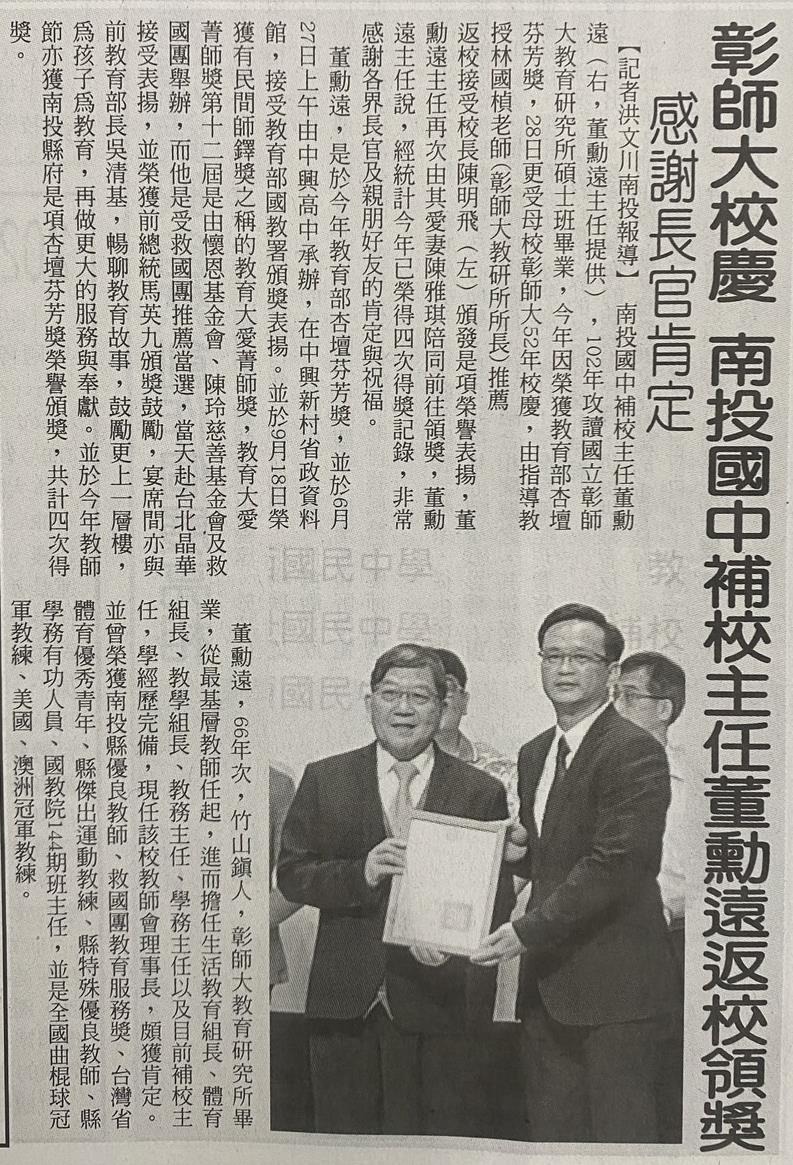 彰師大校慶 南投國中補校主任董勳遠返校領獎
感謝長官肯定
【記者洪文川南投報導】 南投國中補校主任董勳
遠（右，董勳遠主任提供），102年攻讀國立彰師
大教育研究所碩士班畢業，今年因榮獲教育部杏壇
芬芳獎，28日更受母校彰師大52年校慶，由指導教
授林國楨老師(彰師大教研所所長)推薦
返校接受校長陳明飛（左）頒發是項榮譽表揚，董
勳遠主任再次由其愛妻陳雅琪陪同前往領獎，董勳
遠主任說，經統計今年已榮得四次得獎記錄，非常
感謝各界長官及親朋好友的肯定與祝福。
董勳遠，是於今年教育部杏壇芬芳獎，並於6月
27日上午由中興高中承辦，在中興新村省政資料
館，接受教育部國教署頒獎表揚。並於9月18日榮
獲有民間師鐸獎之稱的教育大愛菁師獎，教育大愛
菁師獎第十二屆是由懷恩基金會、陳玲慈善基金會及救
國團舉辦，而他是受救國團推薦當選，當天赴台北晶華
接受表揚，並榮獲前總統馬英九頒獎鼓勵，宴席間亦與
前教育部長吳清基，暢聊教育故事，鼓勵更上一層樓，
為孩子為教育，再做更大的服務與奉獻。並於今年教師
節亦獲南投縣府是項杏壇芬芳獎榮譽頒獎，共計四次得
獎。
董勳遠，66年次，竹山鎮人，彰師大教育研究所畢
業，從最基層教師任起，進而擔任生活教育組長、體育
組長、教學組長、教務主任、學務主任以及目前補校主
任，學經歷完備，現任該校教師會理事長，頗獲肯定。
並曾榮獲南投縣優良教師、救國團教育服務獎、台灣省
體育優秀青年、縣傑出運動教練、縣特殊優良教師、縣
學務有功人員、國教院144期班主任，並是全國曲棍球冠
軍教練、美國、澳洲冠軍教練。